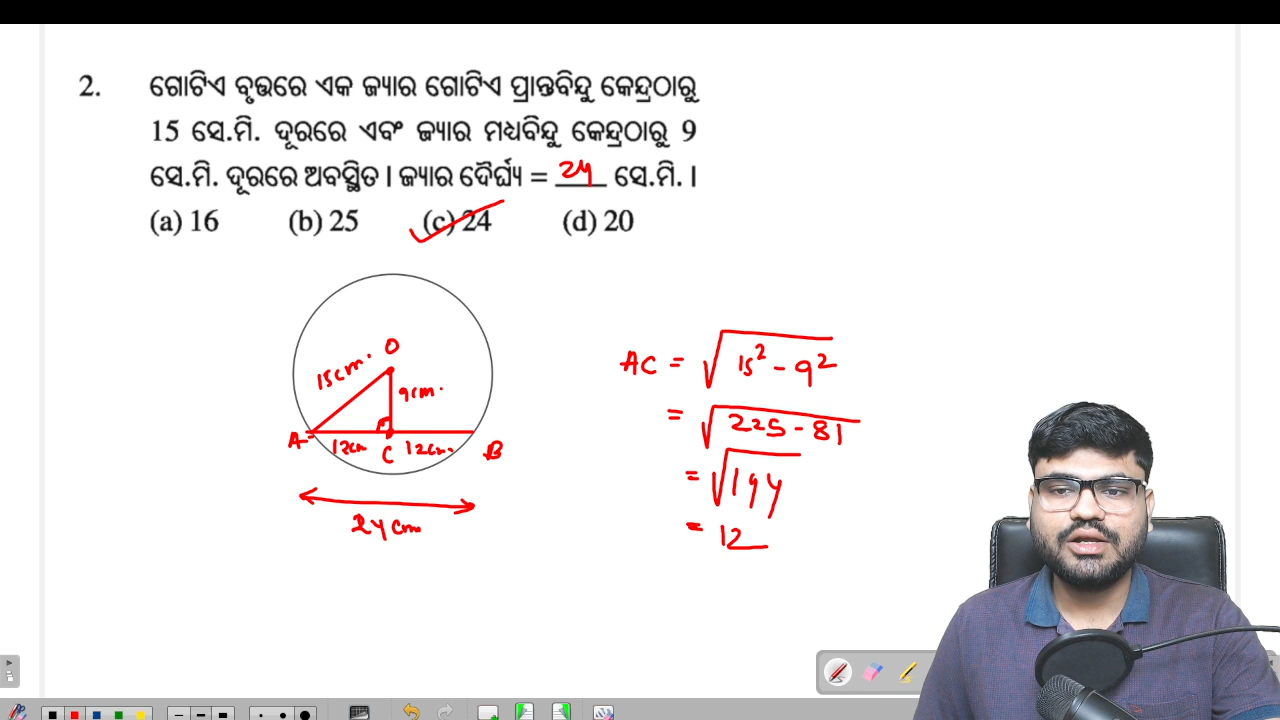 2. ଗୋଟିଏ ବୃତ୍ତରେ ଏକ ଜ୍ୟାର ଗୋଟିଏ ପ୍ରାନ୍ତବିନ୍ଦୁ କେନ୍ଦ୍ରଠାରୁ
15 ସେ.ମି. ଦୂରରେ ଏବଂ ଜ୍ୟାର ମଧ୍ୟବିନ୍ଦୁ କେନ୍ଦ୍ରଠାରୁ 9
ସେ.ମି. ଦୂରରେ ଅବସ୍ଥିତ । ଜ୍ୟାର ଦୈର୍ଘ୍ୟ = 24 ସେ.ମି. ।
(a) 16 (b) 25 (c) 24 (d) 20
O
15cm.
9cm.
A
12cm
C
12cm.
B
24cm
AC = √15² - 9²
= √225 - 81
= √144
= 12